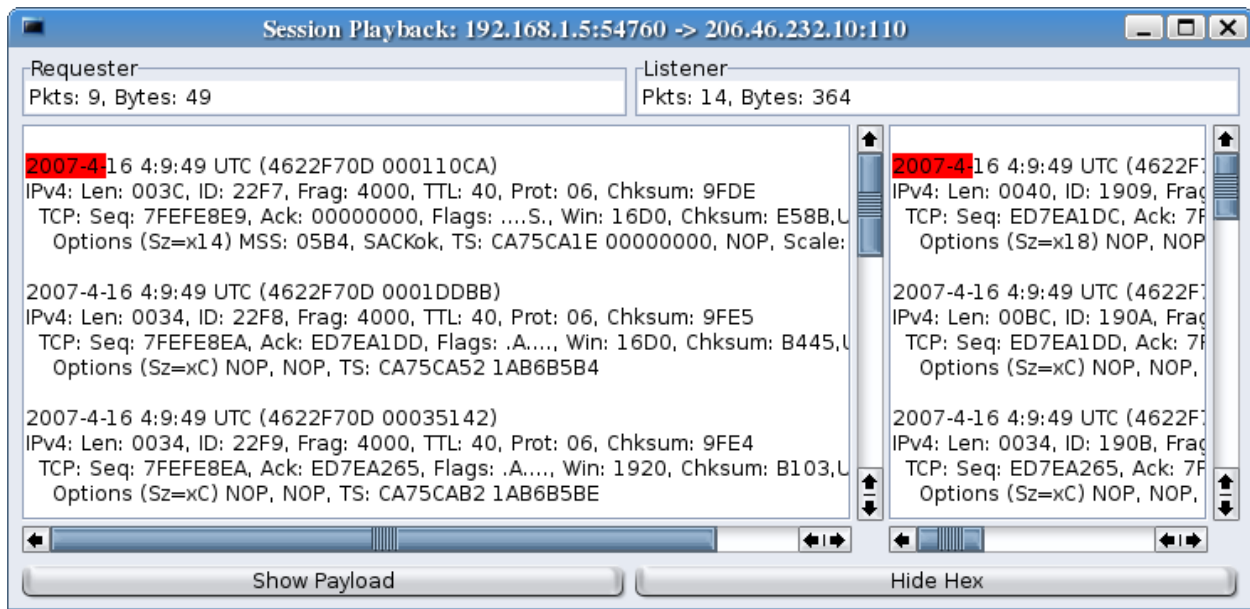 Session Playback: 192.168.1.5:54760 -> 206.46.232.10:110
Requester
Pkts: 9, Bytes: 49
Listener
Pkts: 14, Bytes: 364
2007-4-16 4:9:49 UTC (4622F70D 000110CA)
IPv4: Len: 003C, ID: 22F7, Frag: 4000, TTL: 40, Prot: 06, Chksum: 9FDE
TCP: Seq: 7FEFE8E9, Ack: 00000000, Flags: ....S., Win: 16D0, Chksum: E58B,U
Options (Sz=x14) MSS: 05B4, SACKok, TS: CA75CA1E 00000000, NOP, Scale:
2007-4-16 4:9:49 UTC (4622F70D 0001DDBB)
IPv4: Len: 0034, ID: 22F8, Frag: 4000, TTL: 40, Prot: 06, Chksum: 9FE5
TCP: Seq: 7FEFE8EA, Ack: ED7EA1DD, Flags: .A...., Win: 16D0, Chksum: B445,U
Options (Sz=xC) NOP, NOP, TS: CA75CA52 1AB6B5B4
2007-4-16 4:9:49 UTC (4622F70D 00035142)
IPv4: Len: 0034, ID: 22F9, Frag: 4000, TTL: 40, Prot: 06, Chksum: 9FE4
TCP: Seq: 7FEFE8EA, Ack: ED7EA265, Flags: .A...., Win: 1920, Chksum: B103,U
Options (Sz=xC) NOP, NOP, TS: CA75CAB2 1AB6B5BE
2007-4-16 4:9:49 UTC (4622F7
IPv4: Len: 0040, ID: 1909, Frag
TCP: Seq: ED7EA1DC, Ack: 7F
Options (Sz=x18) NOP, NOP
2007-4-16 4:9:49 UTC (4622F7
IPv4: Len: 00BC, ID: 190A, Frag
TCP: Seq: ED7EA1DD, Ack: 7F
Options (Sz=xC) NOP, NOP,
2007-4-16 4:9:49 UTC (4622F7
IPv4: Len: 0034, ID: 190B, Frag
TCP: Seq: ED7EA265, Ack: 7F
Options (Sz=xC) NOP, NOP,
Show Payload
Hide Hex